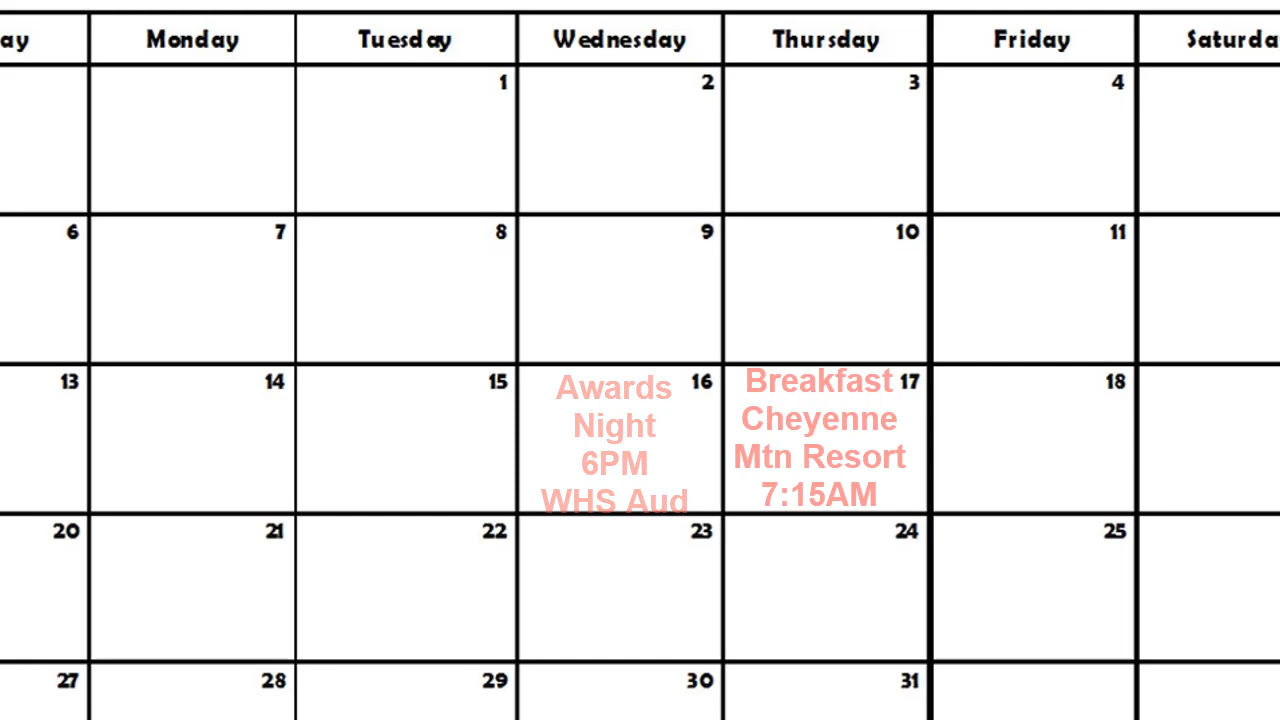 ay Monday Tuesday Wednesday Thursday Friday Saturda
1 2 3 4
6 7 8 9 10 11
13 14 15 16 17 18
Awards
Night
6PM
WHS Aud
Breakfast
Cheyenne
Mtn Resort
7:15AM
20 21 22 23 24 25
27 28 29 30 31